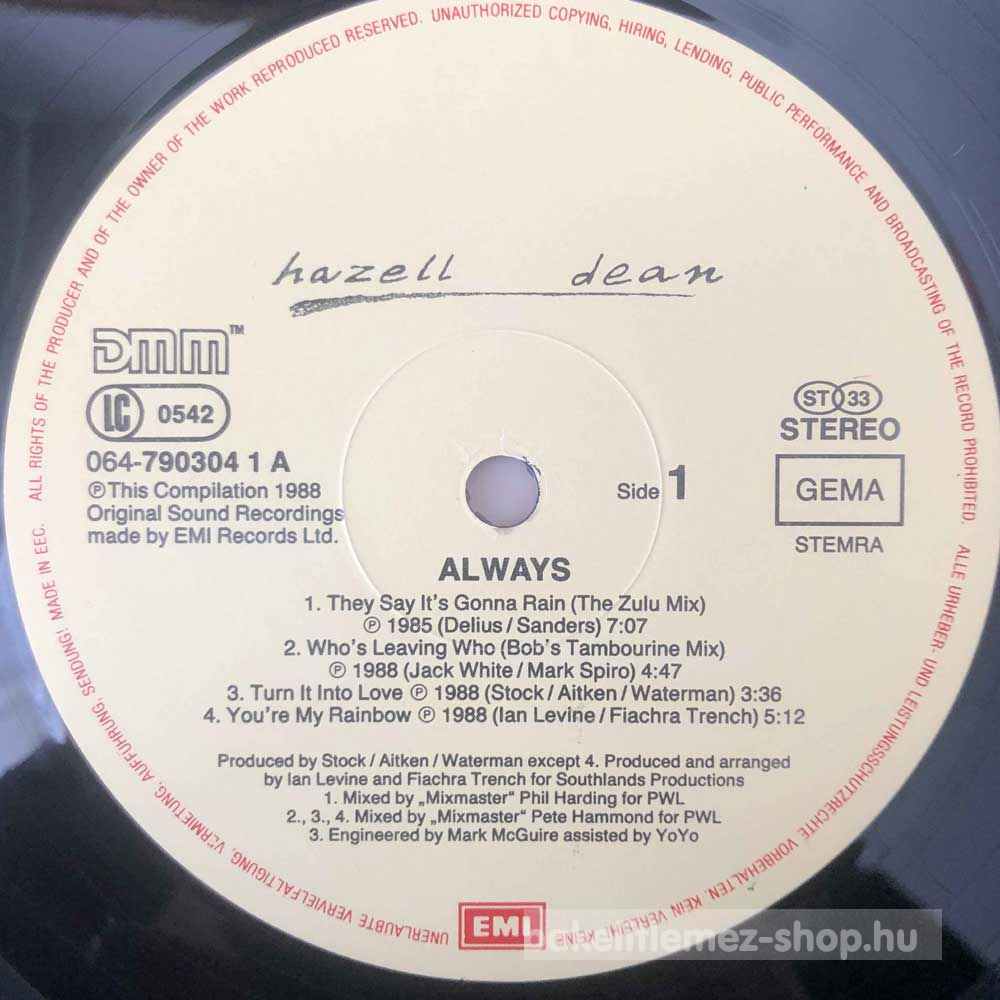 ALL RIGHTS OF THE PRODUCER AND OF THE OWNER OF THE WORK REPRODUCED RESERVED. UNAUTHORIZED COPYING, HIRING, LENDING, PUBLIC PERFORMANCE AND BROADCASTING OF THE RECORD PROHIBITED.
hazell dean
DMM™
LC 0542
064-790304 1 A
℗This Compilation 1988
Original Sound Recordings
made by EMI Records Ltd.
ST 33
STEREO
GEMA
STEMRA
Side 1
ALWAYS
1. They Say It's Gonna Rain (The Zulu Mix)
℗ 1985 (Delius/Sanders) 7:07
2. Who's Leaving Who (Bob's Tambourine Mix)
℗ 1988 (Jack White/Mark Spiro) 4:47
3. Turn It Into Love ℗ 1988 (Stock/Aitken/Waterman) 3:36
4. You're My Rainbow ℗ 1988 (Ian Levine/Fiachra Trench) 5:12
Produced by Stock/Aitken/Waterman except 4. Produced and arranged
by Ian Levine and Fiachra Trench for Southlands Productions
1. Mixed by „Mixmaster“ Phil Harding for PWL
2., 3., 4. Mixed by „Mixmaster“ Pete Hammond for PWL
3. Engineered by Mark McGuire assisted by YoYo
ALLE URHEBER- UND LEISTUNGSSCHUTZRECHTE VORBEHALTEN. KEIN VERLEIH! KEINE
UNERLAUBTE VERVIELFÄLTIGUNG, VERMIETUNG, AUFFÜHRUNG, SENDUNG! MADE IN EEC.
EMI
bakelitlemez-shop.hu